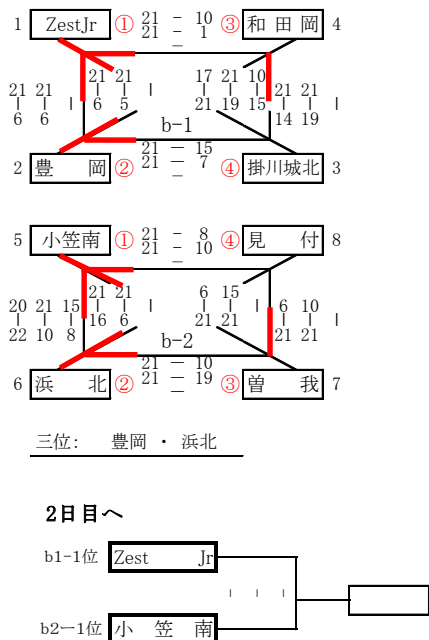 1 ZestJr ① 21 － 10 ③ 和田岡 4
21 － 1
－
21 21 17 21 10
21 21 | | | | | | 21 21
| | | 6 5 21 19 15 | | |
6 6 14 19
b-1
21 － 15
2 豊 岡 ② 21 － 7 ④ 掛川城北 3
－
5 小笠南 ① 21 － 8 ④ 見 付 8
21 － 10
－
21 21 6 15
20 21 15 | | | | | | 6 10
| | | 16 6 21 21 | | |
22 10 8 21 21
b-2
21 － 10
6 浜 北 ② 21 － 19 ③ 曽 我 7
－
三位: 豊岡 ・ 浜北
2日目へ
b1-1位 Zest Jr
| | |
b2ー1位 小 笠 南